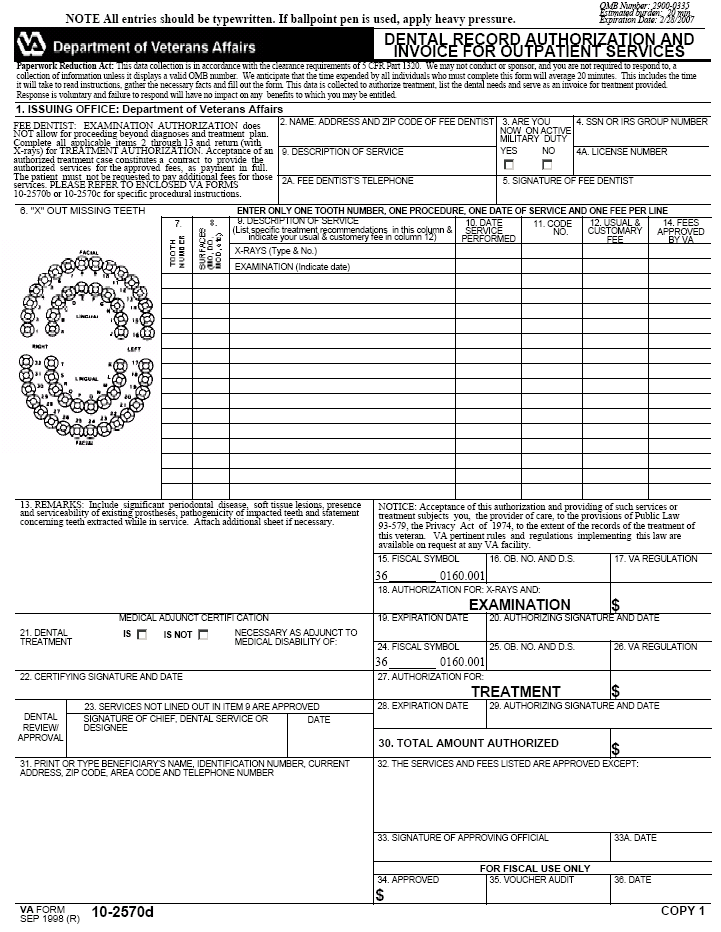 OMB Number: 2900-0335
Estimated burden: 20 min
Expiration Date: 2/28/2007
NOTE All entries should be typewritten. If ballpoint pen is used, apply heavy pressure.
VA Department of Veterans Affairs
DENTAL RECORD AUTHORIZATION AND
INVOICE FOR OUTPATIENT SERVICES
Paperwork Reduction Act: This data collection is in accordance with the clearance requirements of 5 CFR Part 1320. We may not conduct or sponsor, and you are not required to respond to, a
collection of information unless it displays a valid OMB number. We anticipate that the time expended by all individuals who must complete this form will average 20 minutes. This includes the time
it will take to read instructions, gather the necessary facts and fill out the form. This data is collected to authorize treatment, list the dental needs and serve as an invoice for treatment provided.
Response is voluntary and failure to respond will have no impact on any benefits to which you may be entitled.
1. ISSUING OFFICE: Department of Veterans Affairs
FEE DENTIST: EXAMINATION AUTHORIZATION does
NOT allow for proceeding beyond diagnoses and treatment plan.
Complete all applicable items 2 through 13 and return (with
X-rays) for TREATMENT AUTHORIZATION. Acceptance of an
authorized treatment case constitutes a contract to provide the
authorized services for the approved fees, as payment in full.
The patient must not be requested to pay additional fees for those
services. PLEASE REFER TO ENCLOSED VA FORMS
10-2570b or 10-2570c for specific procedural instructions.
2. NAME. ADDRESS AND ZIP CODE OF FEE DENTIST
3. ARE YOU
NOW ON ACTIVE
MILITARY DUTY
YES NO
4. SSN OR IRS GROUP NUMBER
9. DESCRIPTION OF SERVICE
4A. LICENSE NUMBER
2A. FEE DENTIST'S TELEPHONE
5. SIGNATURE OF FEE DENTIST
6. "X" OUT MISSING TEETH
7.
TOOTH
NUMBER
8.
SURFACES
(MO, DO,
MOD, etc.)
ENTER ONLY ONE TOOTH NUMBER, ONE PROCEDURE, ONE DATE OF SERVICE AND ONE FEE PER LINE
9. DESCRIPTION OF SERVICE
(List specific treatment recommendations in this column &
indicate your usual & customary fee in column 12)
10. DATE
SERVICE
PERFORMED
11. CODE
NO.
12. USUAL &
CUSTOMARY
FEE
14. FEES
APPROVED
BY VA
X-RAYS (Type & No.)
EXAMINATION (Indicate date)
FACIAL
LINGUAL
RIGHT
LEFT
LINGUAL
FACIAL
13. REMARKS: Include significant periodontal disease, soft tissue lesions, presence
and serviceability of existing prostheses, pathogenicity of impacted teeth and statement
concerning teeth extracted while in service. Attach additional sheet if necessary.
NOTICE: Acceptance of this authorization and providing of such services or
treatment subjects you, the provider of care, to the provisions of Public Law
93-579, the Privacy Act of 1974, to the extent of the records of the treatment of
this veteran. VA pertinent rules and regulations implementing this law are
available on request at any VA facility.
15. FISCAL SYMBOL
36 ________ 0160.001
16. OB. NO. AND D.S.
17. VA REGULATION
18. AUTHORIZATION FOR: X-RAYS AND:
EXAMINATION
$
MEDICAL ADJUNCT CERTIFICATION
21. DENTAL
TREATMENT
IS
IS NOT
NECESSARY AS ADJUNCT TO
MEDICAL DISABILITY OF:
19. EXPIRATION DATE
20. AUTHORIZING SIGNATURE AND DATE
24. FISCAL SYMBOL
36 ________ 0160.001
25. OB. NO. AND D.S.
26. VA REGULATION
22. CERTIFYING SIGNATURE AND DATE
27. AUTHORIZATION FOR:
TREATMENT
$
DENTAL
REVIEW/
APPROVAL
23. SERVICES NOT LINED OUT IN ITEM 9 ARE APPROVED
SIGNATURE OF CHIEF, DENTAL SERVICE OR
DESIGNEE
DATE
28. EXPIRATION DATE
29. AUTHORIZING SIGNATURE AND DATE
30. TOTAL AMOUNT AUTHORIZED
$
31. PRINT OR TYPE BENEFICIARY'S NAME, IDENTIFICATION NUMBER, CURRENT
ADDRESS, ZIP CODE, AREA CODE AND TELEPHONE NUMBER
32. THE SERVICES AND FEES LISTED ARE APPROVED EXCEPT:
33. SIGNATURE OF APPROVING OFFICIAL
33A. DATE
FOR FISCAL USE ONLY
34. APPROVED
$
35. VOUCHER AUDIT
36. DATE
VA FORM
SEP 1998 (R)
10-2570d
COPY 1